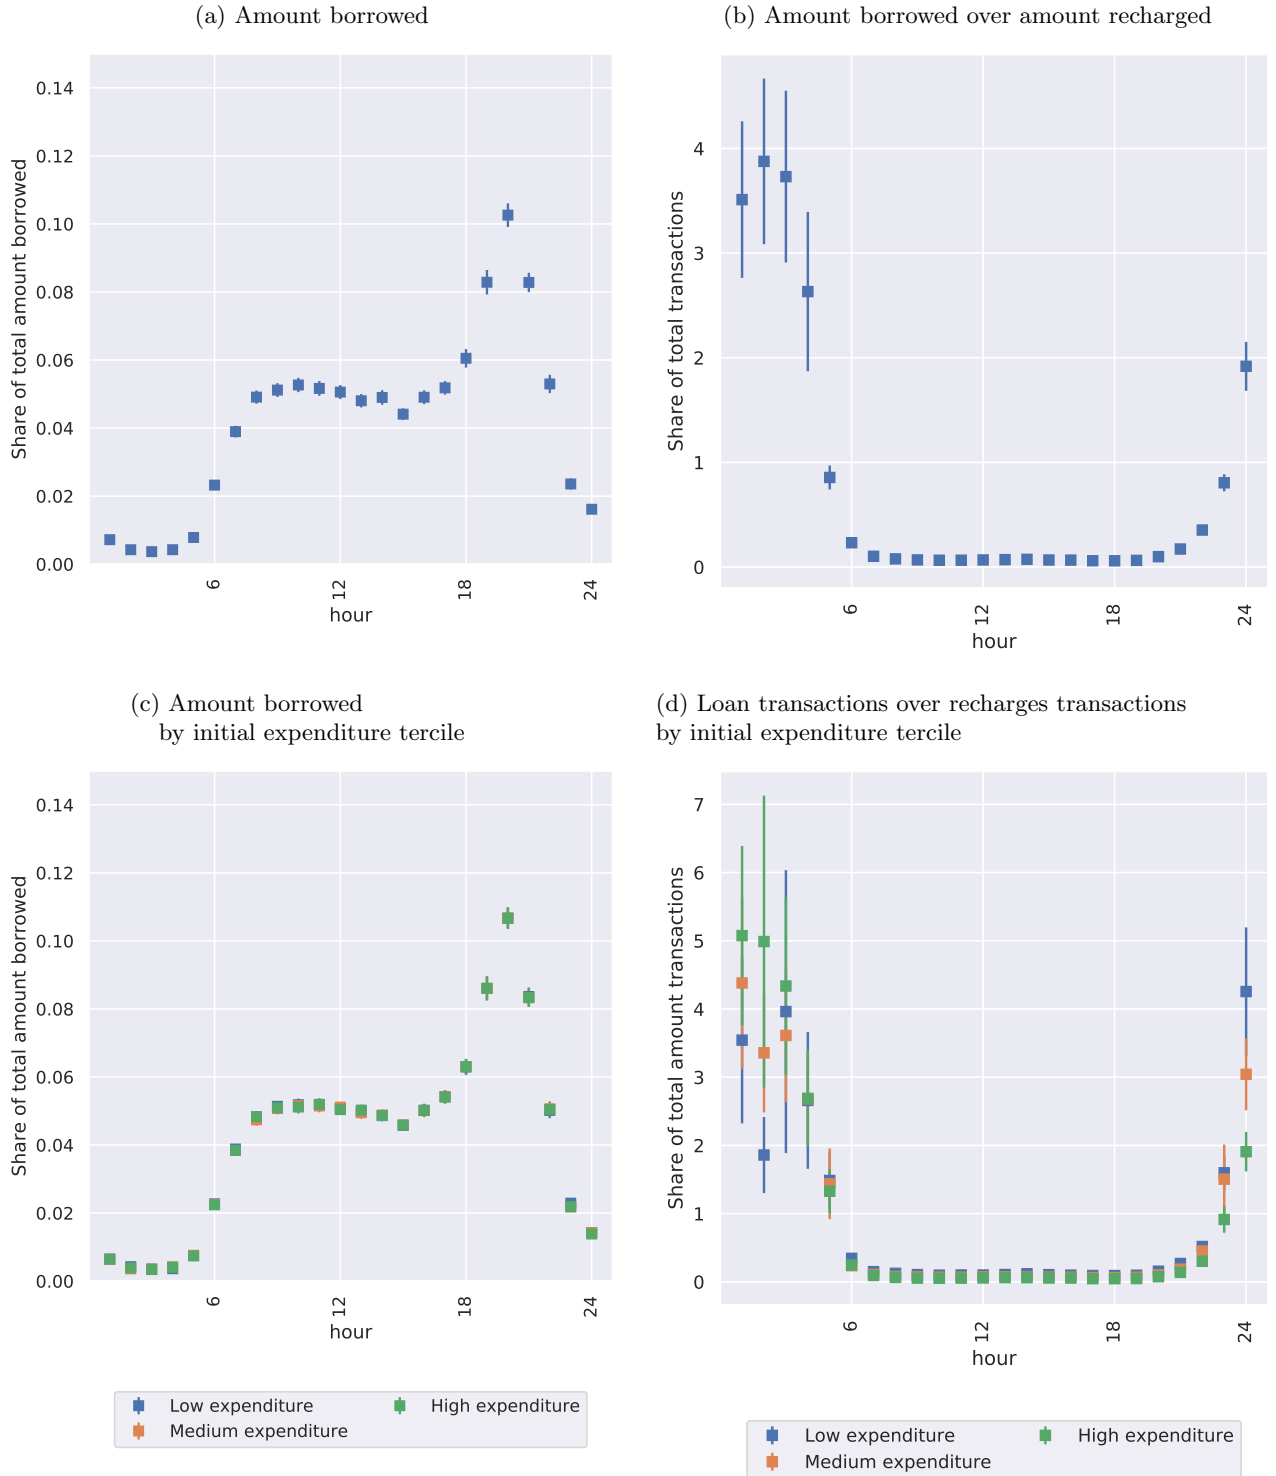 (a) Amount borrowed
Share of total amount borrowed
0.14
0.12
0.10
0.08
0.06
0.04
0.02
0.00
6
12
18
24
hour
(b) Amount borrowed over amount recharged
Share of total transactions
4
3
2
1
0
6
12
18
24
hour
(c) Amount borrowed
by initial expenditure tercile
Share of total amount borrowed
0.14
0.12
0.10
0.08
0.06
0.04
0.02
0.00
6
12
18
24
hour
Low expenditure
Medium expenditure
High expenditure
(d) Loan transactions over recharges transactions
by initial expenditure tercile
Share of total amount transactions
7
6
5
4
3
2
1
0
6
12
18
24
hour
Low expenditure
Medium expenditure
High expenditure